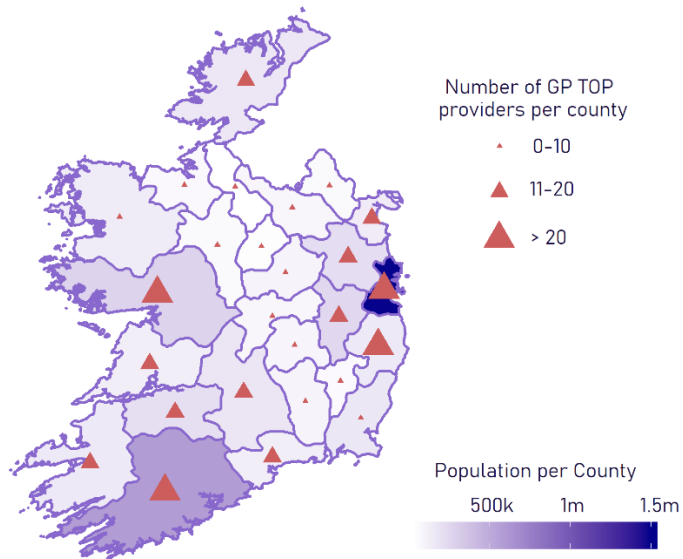 Number of GP TOP
providers per county
0-10
11-20
> 20
Population per County
500k 1m 1.5m